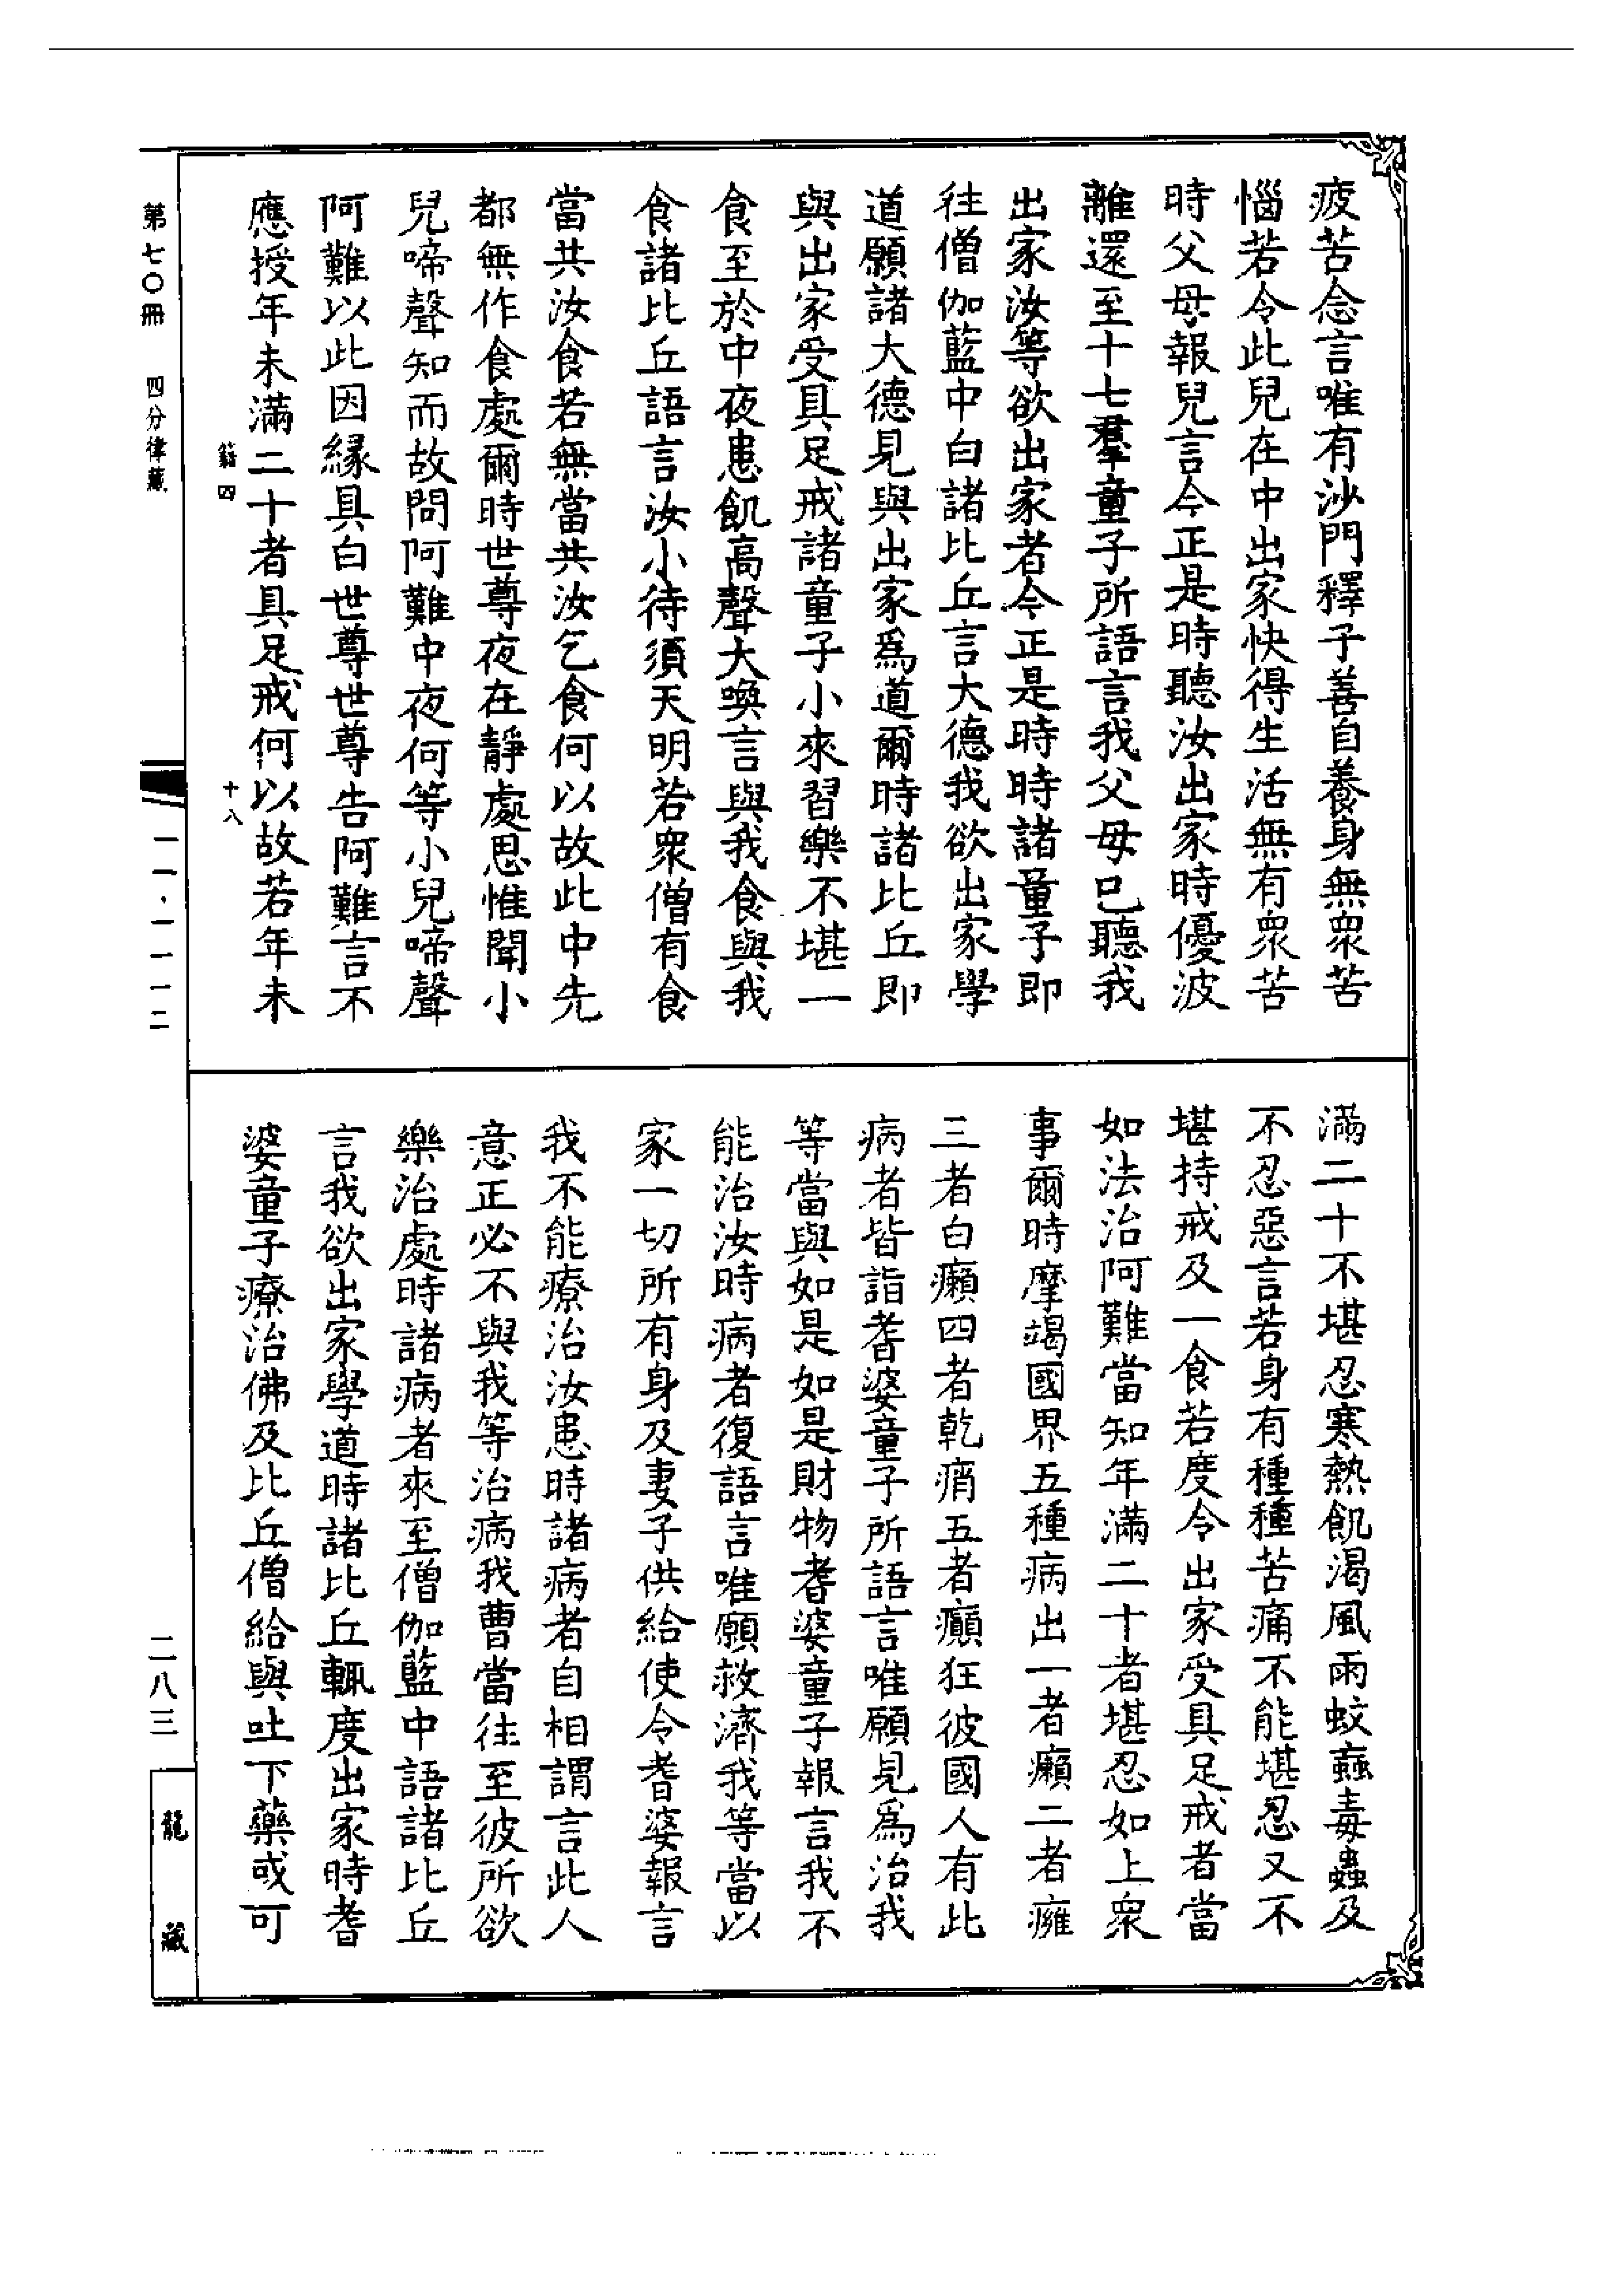 疲苦念言唯有沙門釋子善自養身無衆苦
惱若令此兒在中出家快得生活無有衆苦
時父母報兒言今正是時聽汝出家時優波
離還至十七羣童子所語言我父母已聽我
出家汝等欲出家者今正是時時諸童子即
往僧伽藍中白諸比丘言大德我欲出家學
道願諸大德見與出家爲道爾時諸比丘即
與出家受具足戒諸童子小來習樂不堪一
食至於中夜患飢高聲大喚言與我食與我
食諸比丘語言汝小待須天明若衆僧有食
當共汝食若無當共汝乞食何以故此中先
都無作食處爾時世尊夜在靜處思惟聞小
兒啼聲知而故問阿難中夜何等小兒啼聲
阿難以此因緣具白世尊世尊告阿難言不
應授年未滿二十者具足戒何以故若年未
滿二十不堪忍寒熱飢渴風雨蚊蝱毒蟲及
不忍惡言若身有種種苦痛不能堪忍又不
堪持戒及一食若度令出家受具足戒者當
如法治阿難當知年滿二十者堪忍如上衆
事爾時摩竭國界五種病出一者癩二者癰
三者白癩四者乾痟五者癲狂彼國人有此
病者皆詣耆婆童子所語言唯願見爲治我
等當與如是如是財物耆婆童子報言我不
能治汝時病者復語言唯願救濟我等當以
家一切所有身及妻子供給使令耆婆報言
我不能療治汝患時諸病者自相謂言此人
意正必不與我等治病我曹當往至彼所欲
樂治處時諸病者來至僧伽藍中語諸比丘
言我欲出家學道時諸比丘輒度出家時耆
婆童子療治佛及比丘僧給與吐下藥或可
籍四 十八
第七〇冊 四分律藏
一一·一一一二
二八三
龍藏